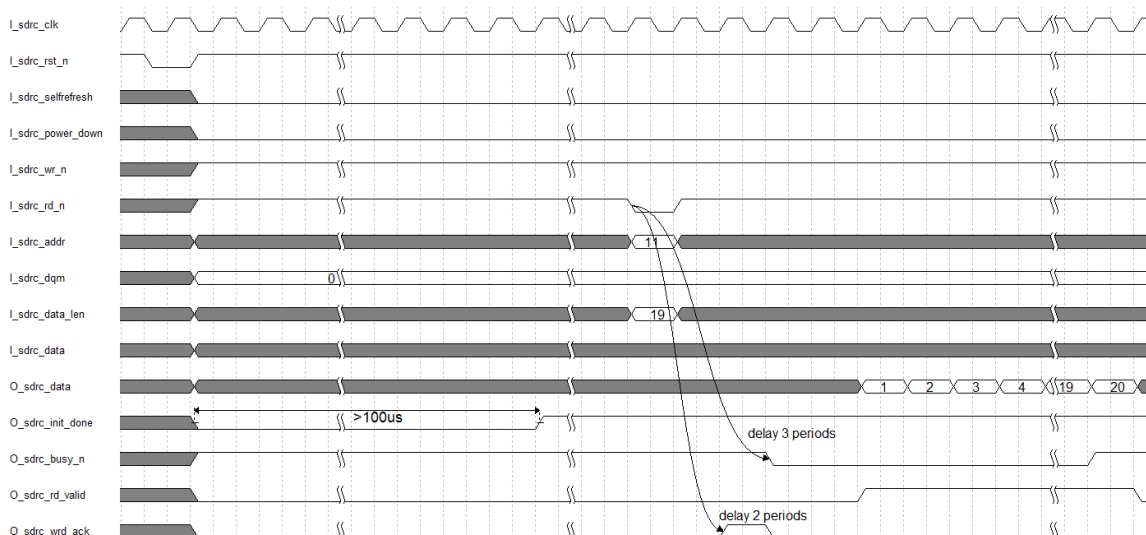 I_sdrc_clk
I_sdrc_rst_n
I_sdrc_selfrefresh
I_sdrc_power_down
I_sdrc_wr_n
I_sdrc_rd_n
I_sdrc_addr 11
I_sdrc_dqm 0
I_sdrc_data_len 19
I_sdrc_data
O_sdrc_data 1 2 3 4 19 20
O_sdrc_init_done >100us
delay 3 periods
O_sdrc_busy_n
O_sdrc_rd_valid
delay 2 periods
O_sdrc_wrd_ack